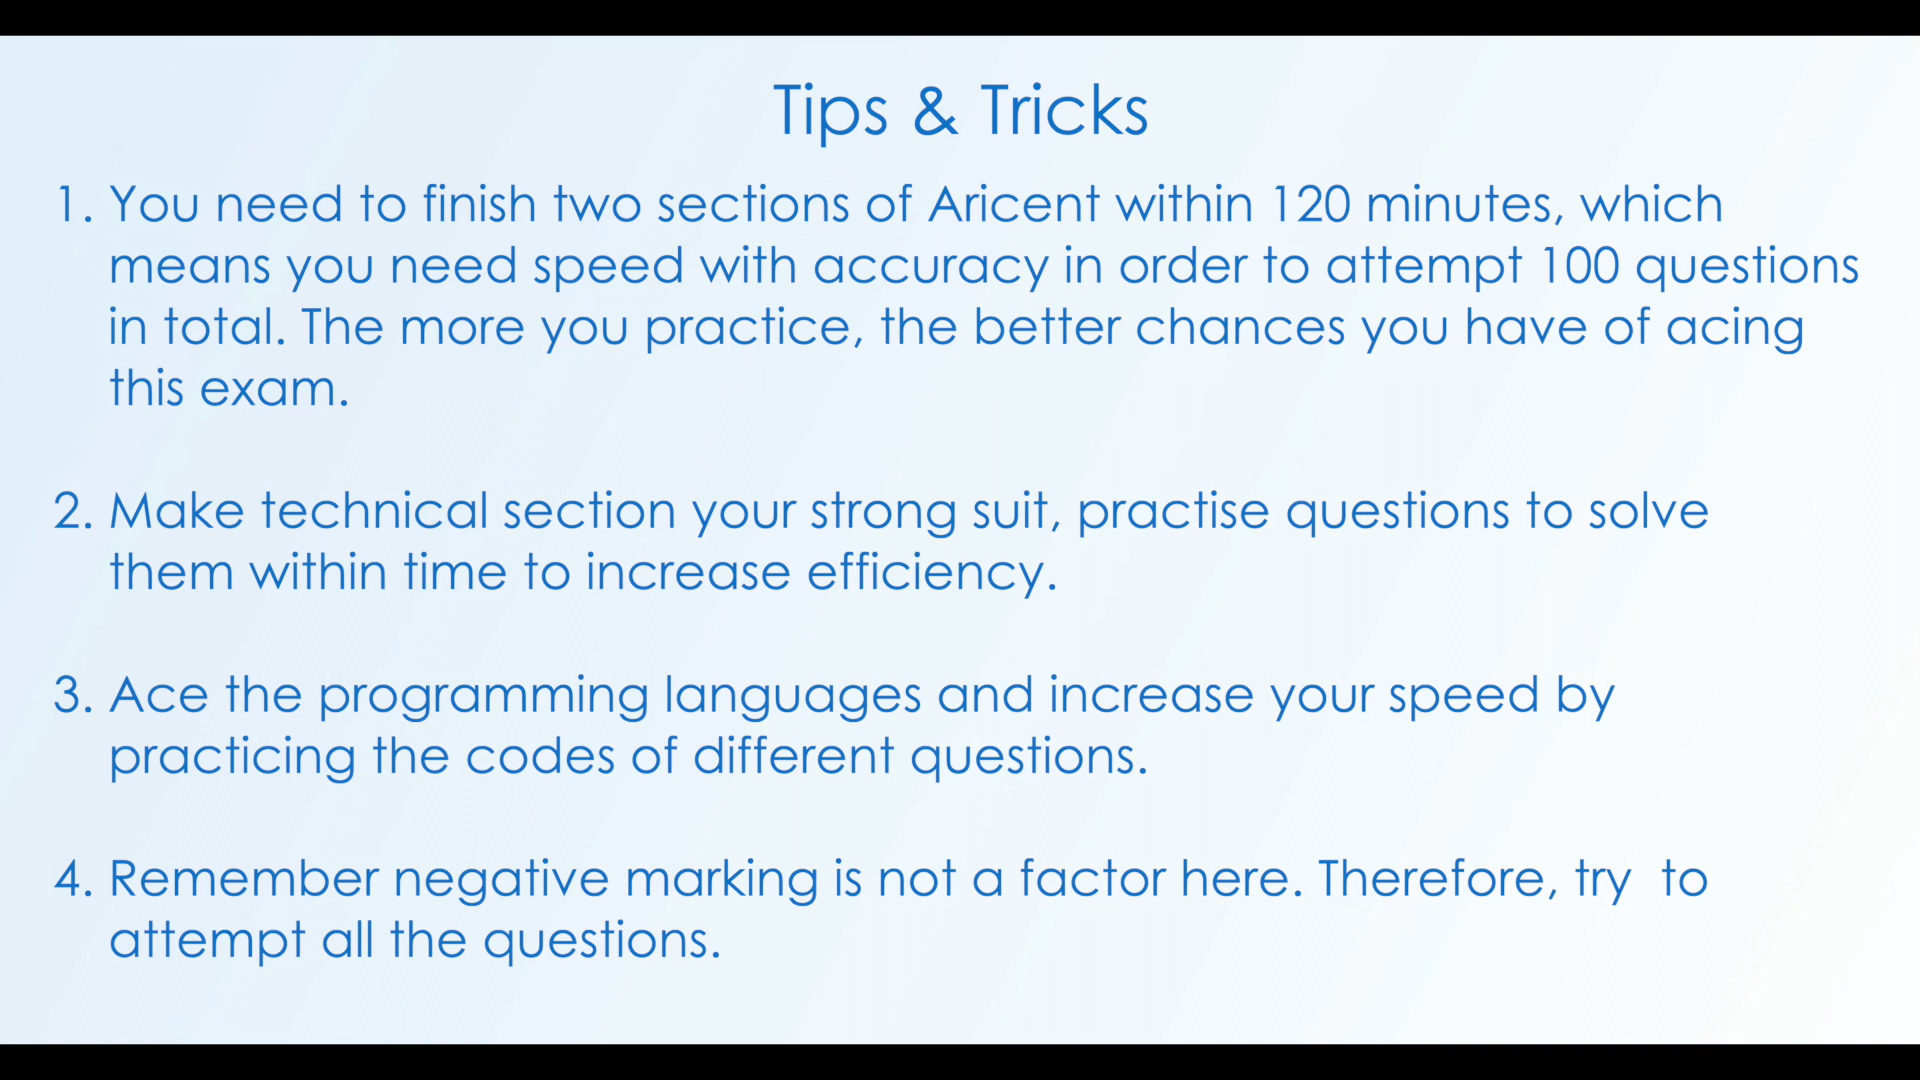 Tips & Tricks
1. You need to finish two sections of Aricent within 120 minutes, which
means you need speed with accuracy in order to attempt 100 questions
in total. The more you practice, the better chances you have of acing
this exam.
2. Make technical section your strong suit, practise questions to solve
them within time to increase efficiency.
3. Ace the programming languages and increase your speed by
practicing the codes of different questions.
4. Remember negative marking is not a factor here. Therefore, try  to
attempt all the questions.